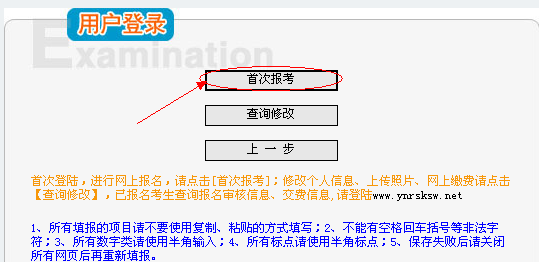 用户登录
Examination
首次报考
查询修改
上 一 步
首次登陆，进行网上报名，请点击[首次报考]；修改个人信息、上传照片、网上缴费请点击
【查询修改】，已报名考生查询报名审核信息、交费信息,请登陆www.ynrsksw.net
1、所有填报的项目请不要使用复制、粘贴的方式填写；2、不能有空格回车括号等非法字
符；3、所有数字类请使用半角输入；4、所有标点请使用半角标点；5、保存失败后请关闭
所有网页后再重新填报。